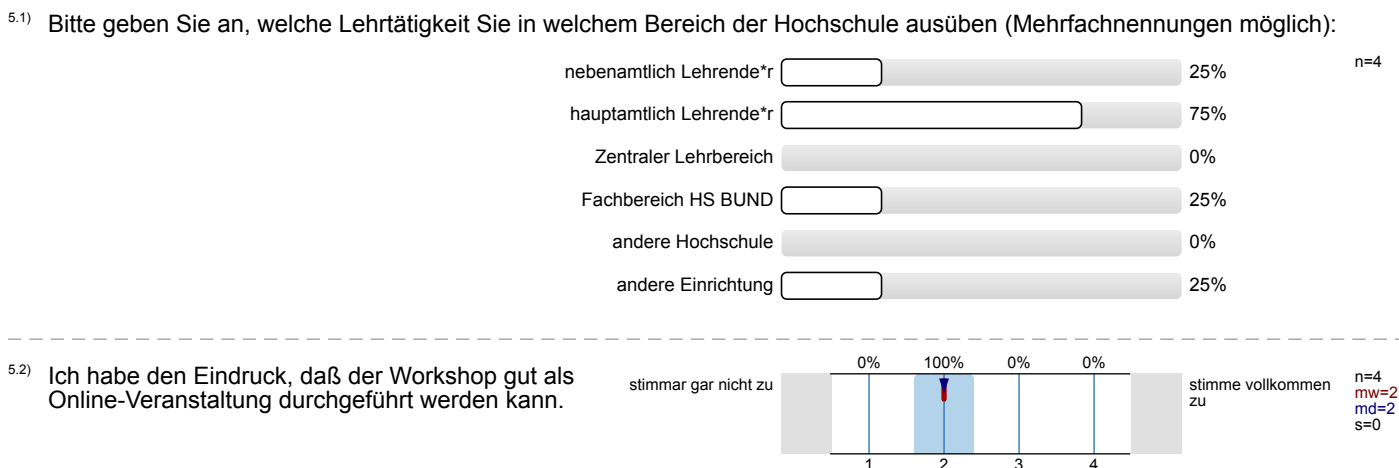 5.1) Bitte geben Sie an, welche Lehrtätigkeit Sie in welchem Bereich der Hochschule ausüben (Mehrfachnennungen möglich):
nebenamtlich Lehrende*r 25% n=4
hauptamtlich Lehrende*r 75%
Zentraler Lehrbereich 0%
Fachbereich HS BUND 25%
andere Hochschule 0%
andere Einrichtung 25%
5.2) Ich habe den Eindruck, daß der Workshop gut als
Online-Veranstaltung durchgeführt werden kann.
stimmar gar nicht zu
0% 100% 0% 0%
1 2 3 4
stimme vollkommen
zu
n=4
mw=2
md=2
s=0